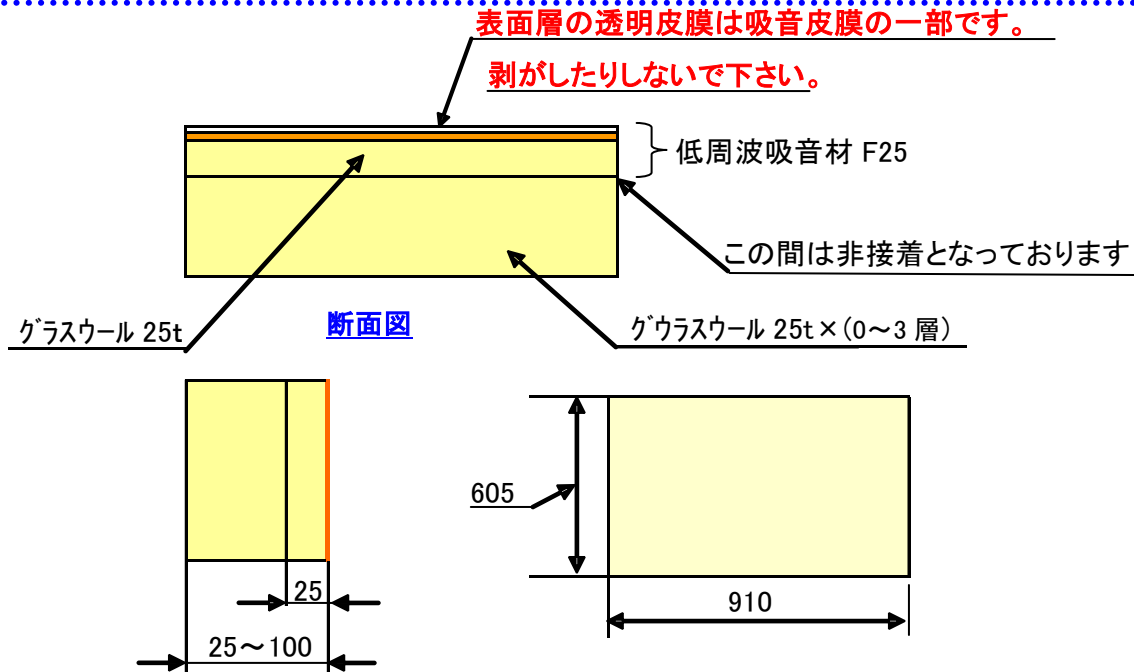 表面層の透明皮膜は吸音皮膜の一部です。
剥がしたりしないで下さい。
低周波吸音材 F25
この間は非接着となっております
グラスウール 25t
断面図
グウラスウール 25t×(0～3 層)
605
25
910
25～100